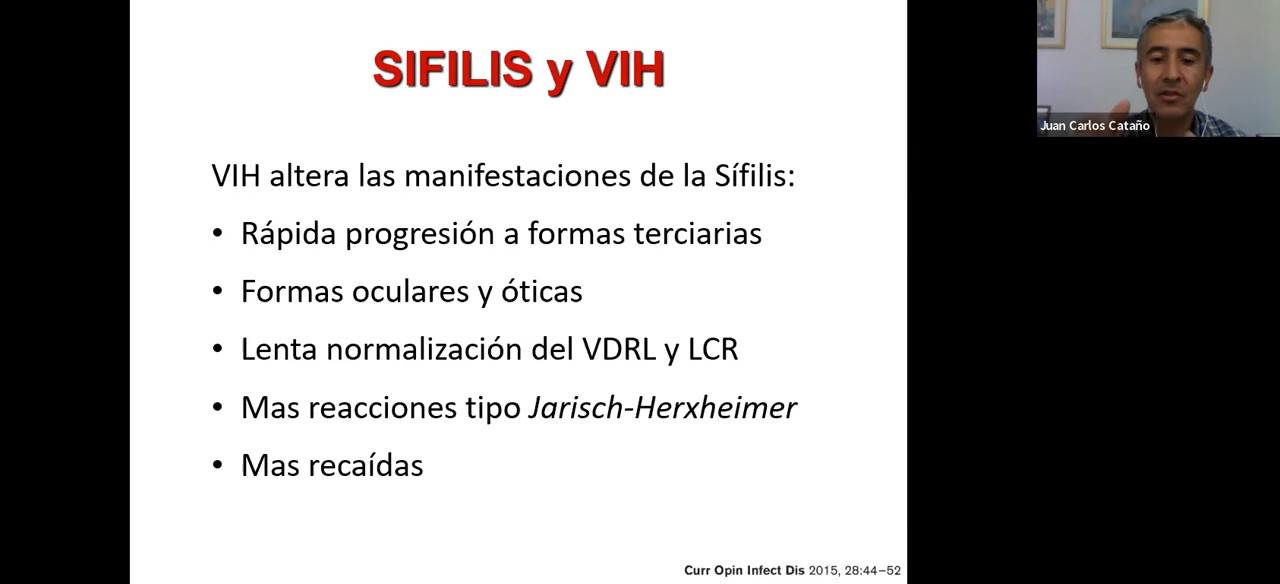 SIFILIS y VIH
VIH altera las manifestaciones de la Sífilis:
• Rápida progresión a formas terciarias
• Formas oculares y óticas
• Lenta normalización del VDRL y LCR
• Mas reacciones tipo Jarisch-Herxheimer
• Mas recaídas
Curr Opin Infect Dis 2015, 28:44–52
Juan Carlos Cataño